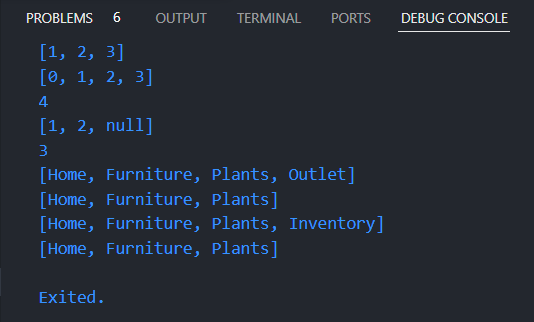 PROBLEMS 6 OUTPUT TERMINAL PORTS DEBUG CONSOLE
[1, 2, 3]
[0, 1, 2, 3]
4
[1, 2, null]
3
[Home, Furniture, Plants, Outlet]
[Home, Furniture, Plants]
[Home, Furniture, Plants, Inventory]
[Home, Furniture, Plants]
Exited.